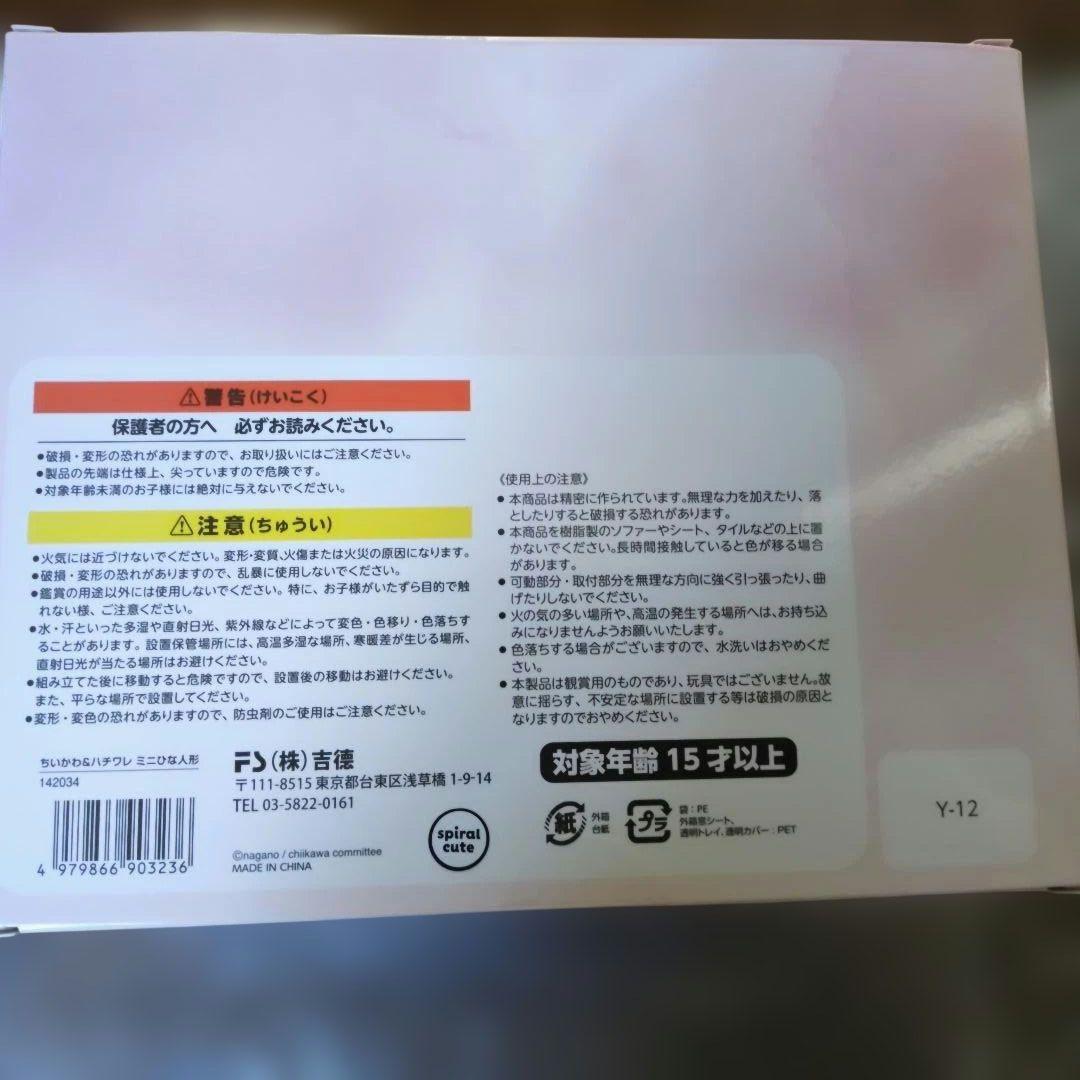 ⚠警告(けいこく)
保護者の方へ 必ずお読みください。
●破損・変形の恐れがありますので、お取り扱いにはご注意ください。
●製品の先端は仕様上、尖っていますので危険です。
●対象年齢未満のお子様には絶対に与えないでください。
⚠注意(ちゅうい)
●火気には近づけないでください。変形・変質、火傷または火災の原因になります。
●破損・変形の恐れがありますので、乱暴に使用しないでください。
●鑑賞の用途以外には使用しないでください。特に、お子様がいたずら目的で触
れない様、ご注意ください。
●水・汗といった多湿や直射日光、紫外線などによって変色・色移り・色落ちす
ることがあります。設置保管場所には、高温多湿な場所、寒暖差が生じる場所、
直射日光が当たる場所はお避けください。
●組み立てた後に移動すると危険ですので、設置後の移動はお避けください。
また、平らな場所で設置してください。
●変形・変色の恐れがありますので、防虫剤のご使用はご注意ください。
《使用上の注意》
●本商品は精密に作られています。無理な力を加えたり、落
としたりすると破損する恐れがあります。
●本商品を樹脂製のソファーやシート、タイルなどの上に置
かないでください。長時間接触していると色が移る場合
があります。
●可動部分・取付部分を無理な方向に強く引っ張ったり、曲
げたりしないでください。
●火の気の多い場所や、高温の発生する場所へは、お持ち込
みになりませんようお願いいたします。
●色落ちする場合がございますので、水洗いはおやめくだ
さい。
●本製品は観賞用のものであり、玩具ではございません。故
意に揺らす、不安定な場所に設置する等は破損の原因と
なりますのでおやめください。
ちいかわ&ハチワレ ミニひな人形
142034
4 979866 903236
(株)吉德
〒111-8515 東京都台東区浅草橋 1-9-14
TEL 03-5822-0161
©nagano / chiikawa committee
MADE IN CHINA
spiral
cute
対象年齢 15 才以上
紙
外箱
台紙
プラ
袋：PE
外箱窓シート、
透明トレイ、透明カバー：PET
Y-12